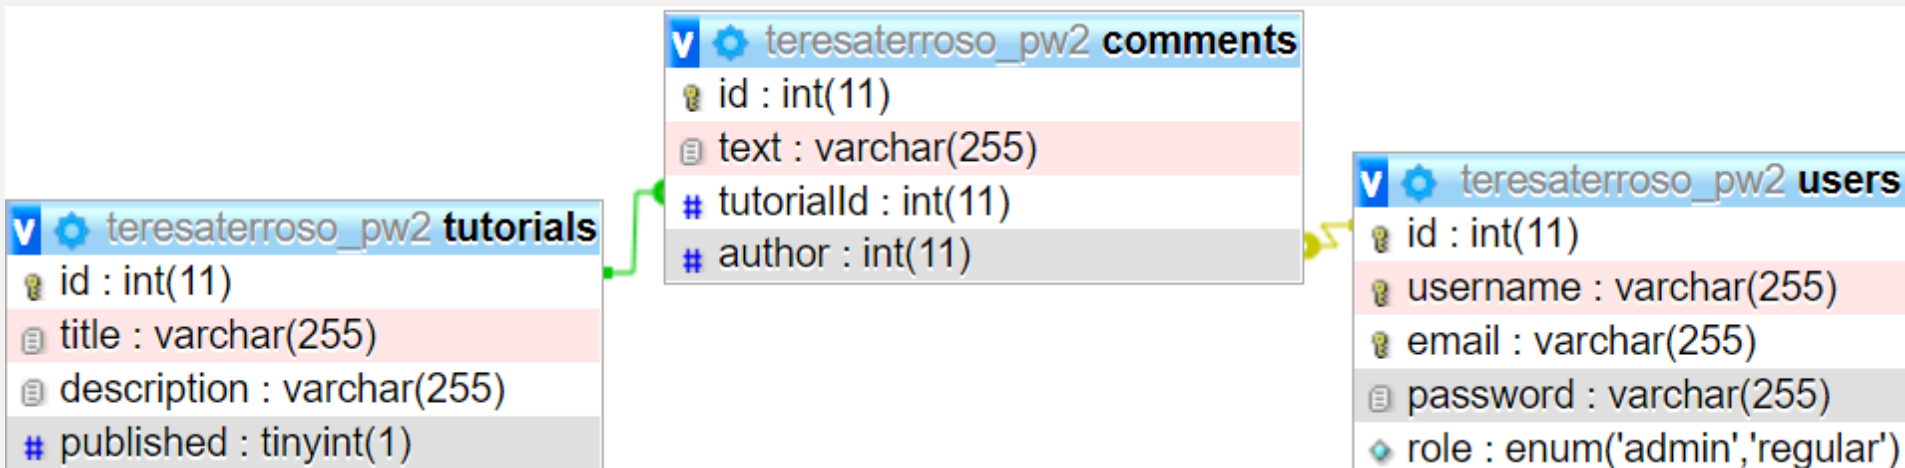 v teresaterroso_pw2 comments
id : int(11)
text : varchar(255)
# tutorialId : int(11)
# author : int(11)
v teresaterroso_pw2 tutorials
id : int(11)
title : varchar(255)
description : varchar(255)
# published : tinyint(1)
v teresaterroso_pw2 users
id : int(11)
username : varchar(255)
email : varchar(255)
password : varchar(255)
role : enum('admin','regular')